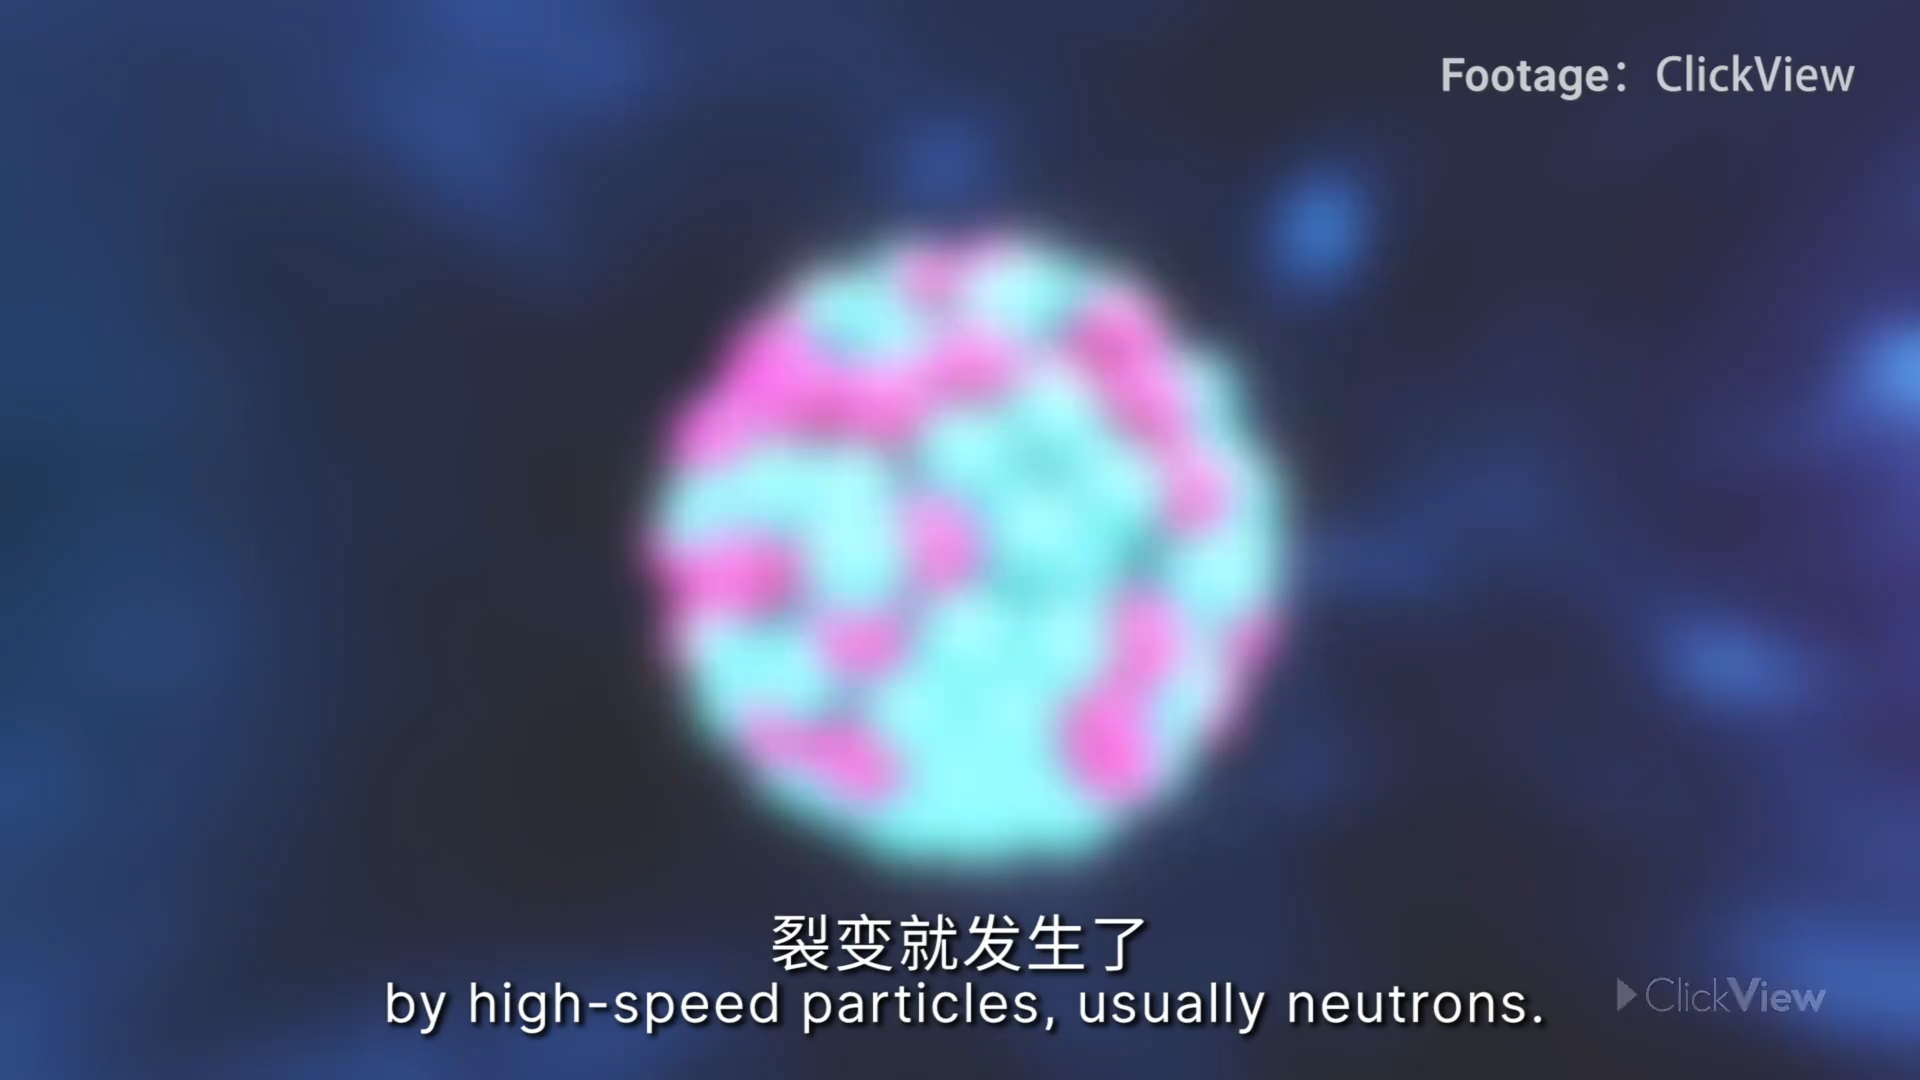 Footage：ClickView
裂变就发生了
by high-speed particles, usually neutrons.
ClickView